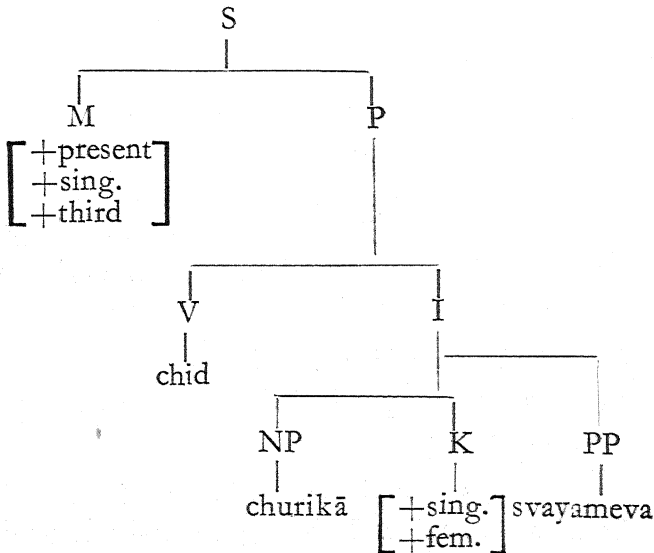 S
M P
+present
+sing.
+third
V I
chid
NP K PP
churikā +sing. svayameva
+fem.